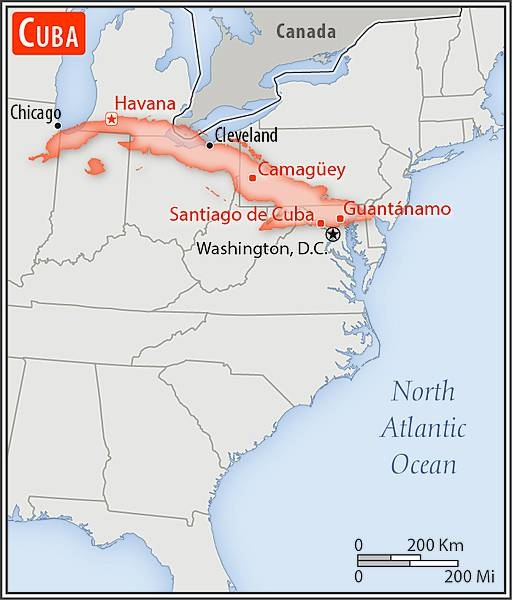 CUBA
Canada
Chicago
Havana
Cleveland
Camagüey
Santiago de Cuba
Guantánamo
Washington, D.C.
North
Atlantic
Ocean
0 200 Km
0 200 Mi